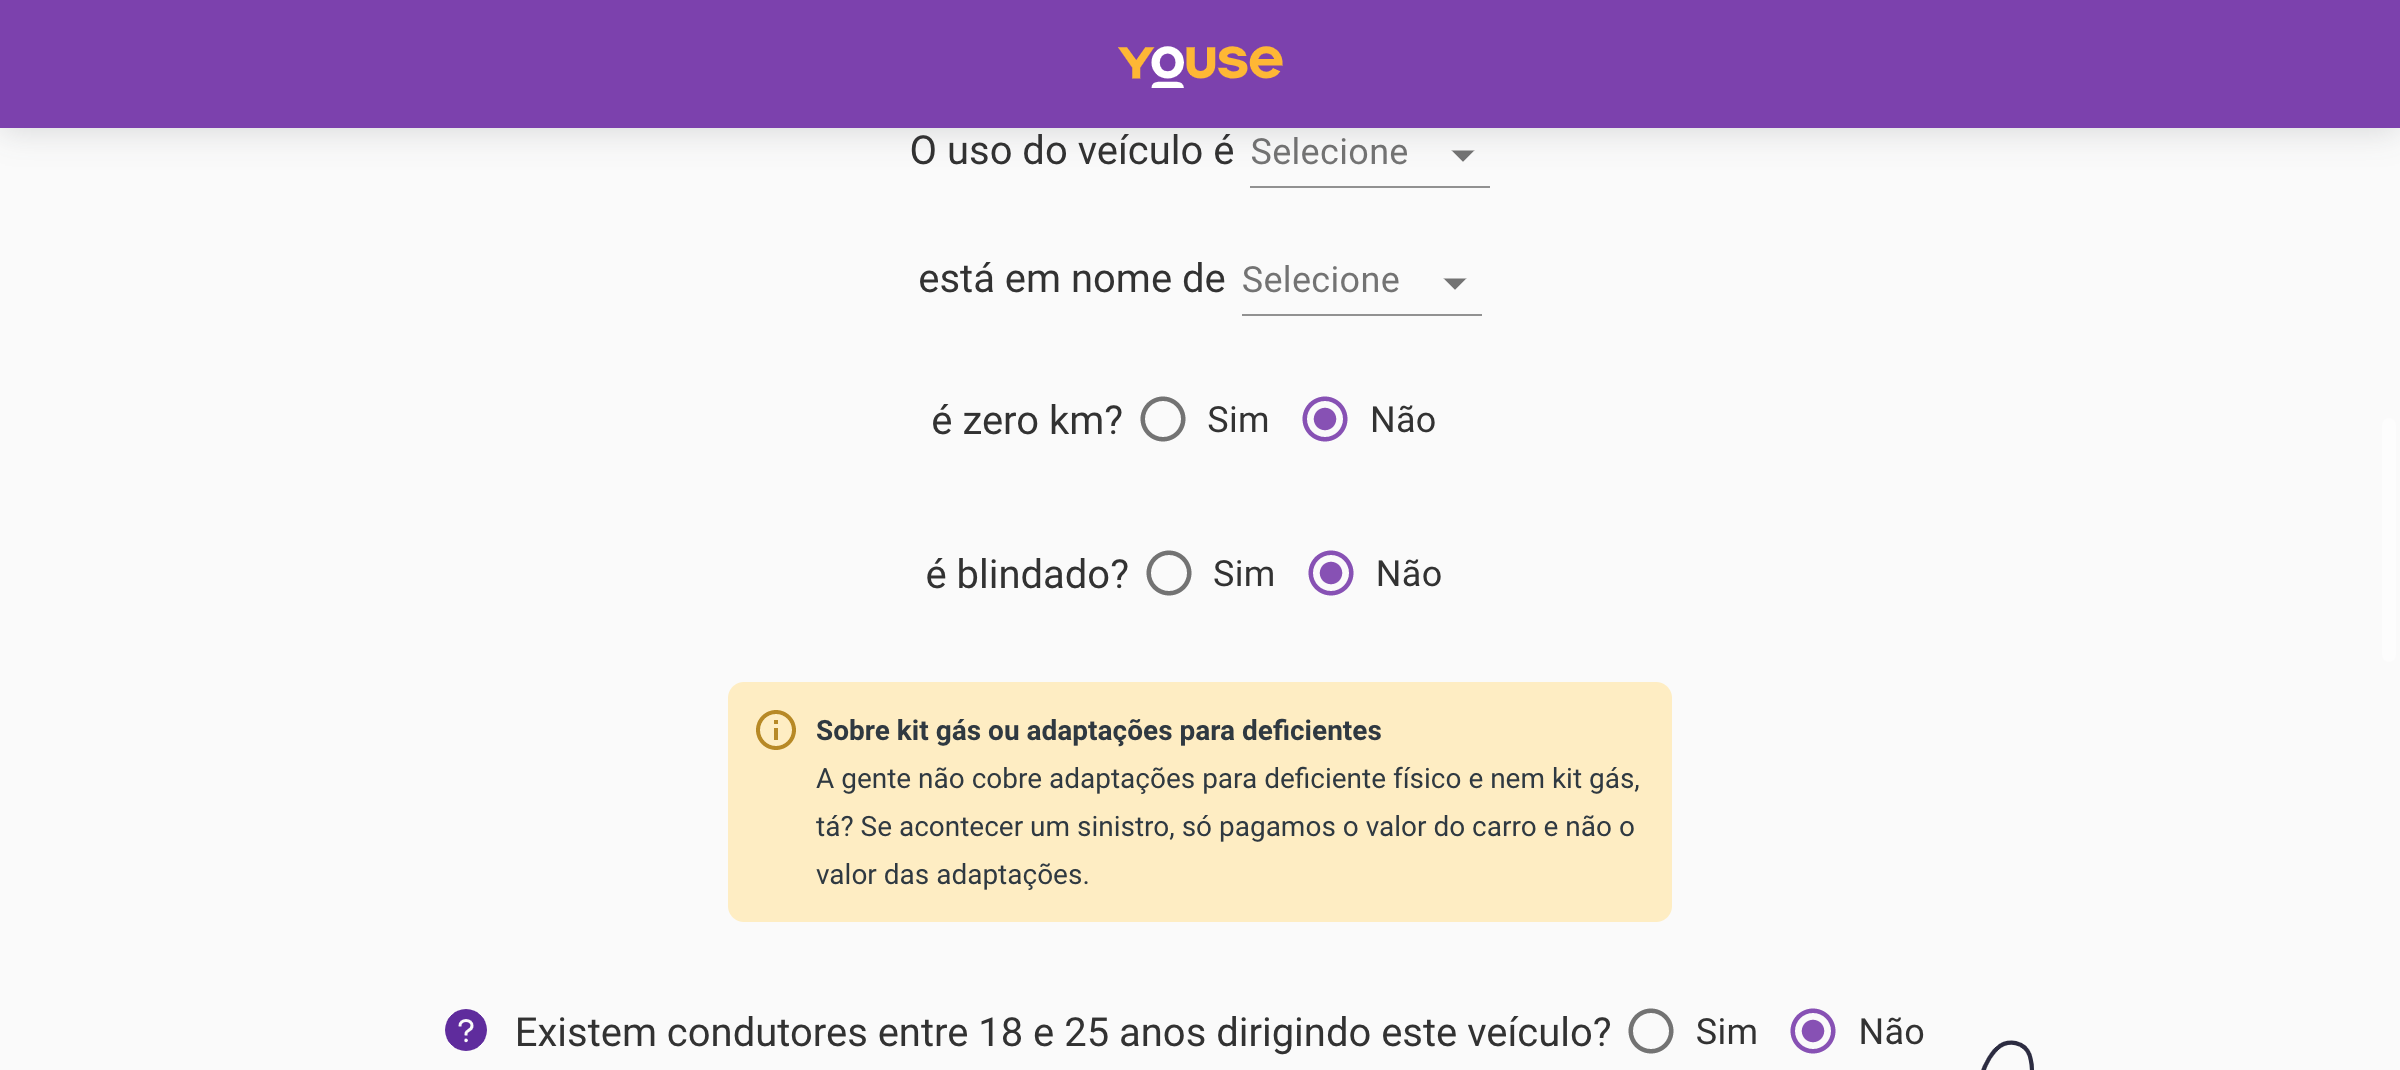 youse
O uso do veículo é Selecione
está em nome de Selecione
é zero km? Sim Não
é blindado? Sim Não
Sobre kit gás ou adaptações para deficientes
A gente não cobre adaptações para deficiente físico e nem kit gás,
tá? Se acontecer um sinistro, só pagamos o valor do carro e não o
valor das adaptações.
? Existem condutores entre 18 e 25 anos dirigindo este veículo? Sim Não